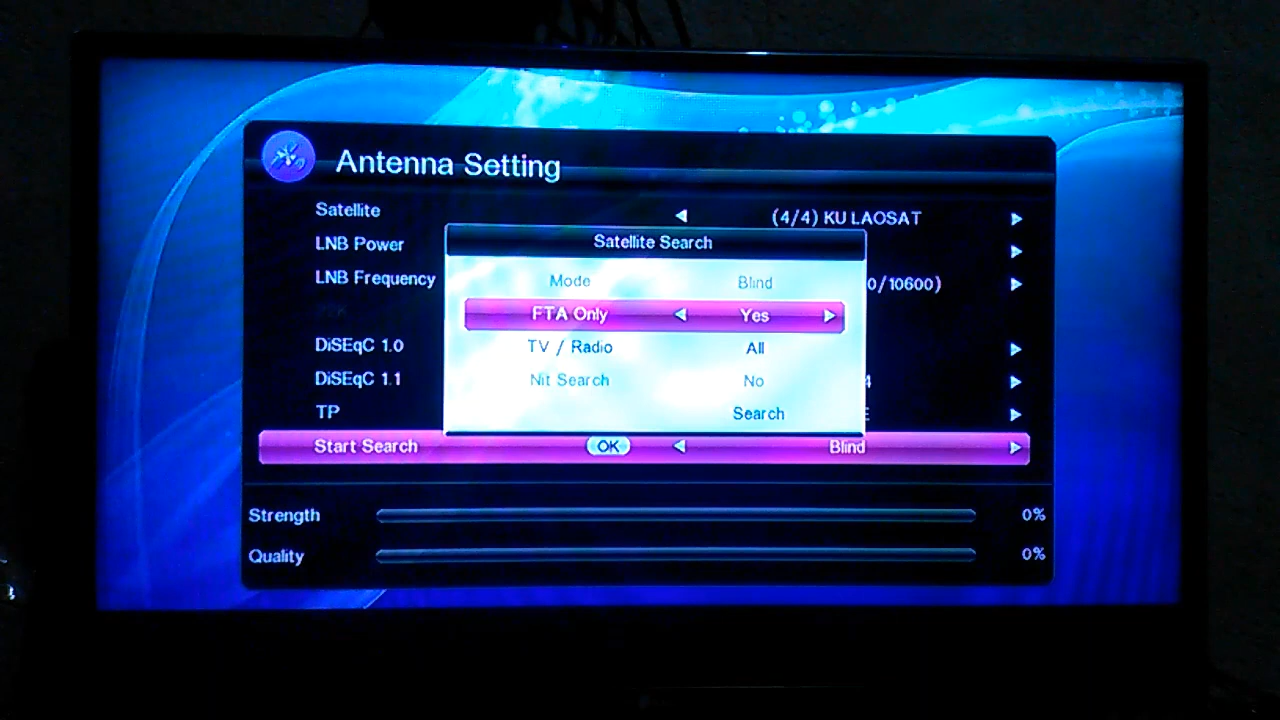 Antenna Setting
Satellite (4/4) KU LAOSAT
LNB Power
LNB Frequency 0/10600)
DiSEqC 1.0
DiSEqC 1.1
TP
Start Search OK Blind
Satellite Search
Mode Blind
FTA Only Yes
TV / Radio All
Nit Search No
Search
Strength 0%
Quality 0%